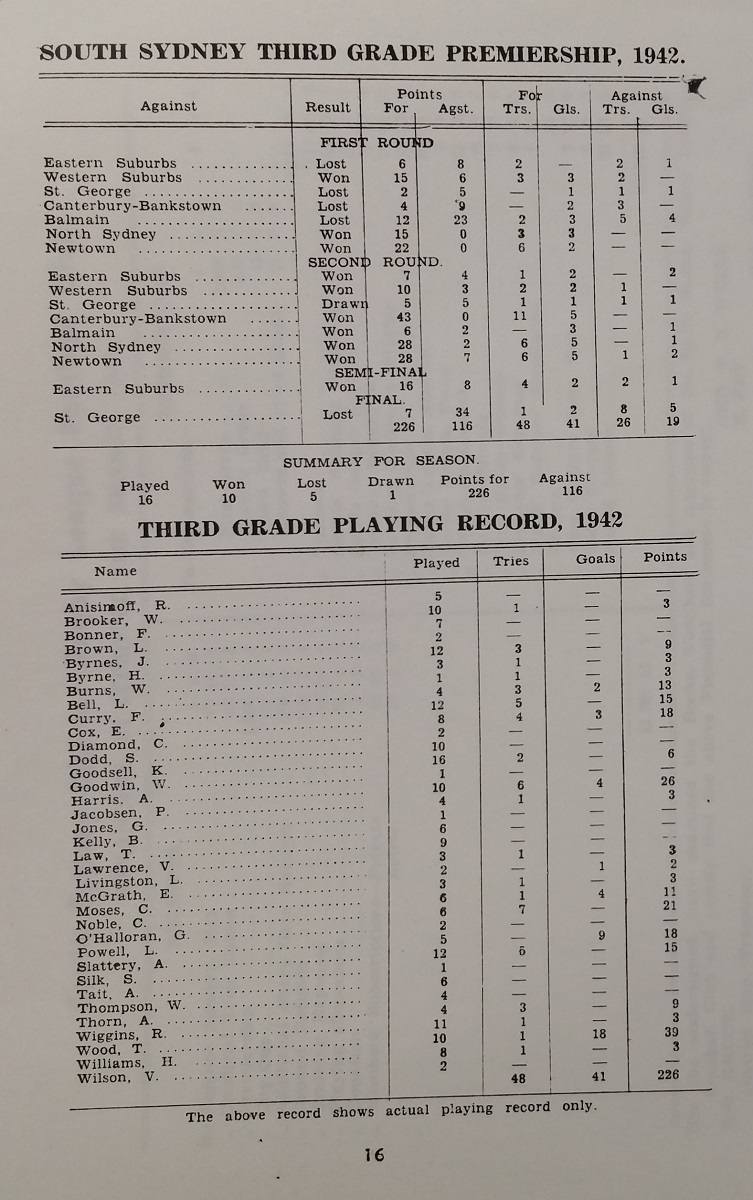 SOUTH SYDNEY THIRD GRADE PREMIERSHIP, 1942.
Points For Against
Against Result For Agst. Trs. Gls. Trs. Gls.
FIRST ROUND
Eastern Suburbs .............. Lost 6 8 2 — 2 1
Western Suburbs .............. Won 15 6 3 3 2 —
St. George .................... Lost 2 5 — 1 1 1
Canterbury-Bankstown ....... Lost 4 9 — 2 3 —
Balmain .................... Lost 12 23 2 3 5 4
North Sydney ................ Won 15 0 3 3 — —
Newtown .................... Won 22 0 6 2 — —
SECOND ROUND.
Eastern Suburbs .............. Won 7 4 1 2 — 2
Western Suburbs .............. Won 10 3 2 2 1 —
St. George .................... Drawn 5 5 1 1 1 1
Canterbury-Bankstown ....... Won 43 0 11 5 — —
Balmain .................... Won 6 2 — 3 — 1
North Sydney ................ Won 28 2 6 5 — 1
Newtown .................... Won 28 7 6 5 1 2
SEMI-FINAL
Eastern Suburbs .............. Won 16 8 4 2 2 1
FINAL.
St. George .................... Lost 7 34 1 2 8 5
226 116 48 41 26 19
SUMMARY FOR SEASON.
Played Won Lost Drawn Points for Against
16 10 5 1 226 116
THIRD GRADE PLAYING RECORD, 1942
Name Played Tries Goals Points
Anisimoff, R. .................... 5 — — —
Brooker, W. .................... 10 1 — 3
Bonner, F. .................... 7 — — —
Brown, L. .................... 2 — — —
Byrnes, J. .................... 12 3 — 9
Byrne, H. .................... 3 1 — 3
Burns, W. .................... 1 1 — 3
Bell, L. .................... 4 3 2 13
Curry, F. .................... 12 5 — 15
Cox, E. .................... 8 4 3 18
Diamond, C. .................... 2 — — —
Dodd, S. .................... 10 — — —
Goodsell, K. .................... 16 2 — 6
Goodwin, W. .................... 1 — — —
Harris, A. .................... 10 6 4 26
Jacobsen, P. .................... 4 1 — 3
Jones, G. .................... 1 — — —
Kelly, B. .................... 6 — — —
Law, T. .................... 9 — — —
Lawrence, V. .................... 3 1 — 3
Livingston, L. .................... 2 — 1 2
McGrath, E. .................... 3 1 — 3
Moses, C. .................... 6 1 4 11
Noble, C. .................... 6 7 — 21
O'Halloran, G. .................... 2 — — —
Powell, L. .................... 5 — 9 18
Slattery, A. .................... 12 5 — 15
Silk, S. .................... 1 — — —
Tait, A. .................... 6 — — —
Thompson, W. .................... 4 — — —
Thorn, A. .................... 4 3 — 9
Wiggins, R. .................... 11 1 — 3
Wood, T. .................... 10 1 18 39
Williams, H. .................... 8 1 — 3
Wilson, V. .................... 2 — — —
48 41 226
The above record shows actual playing record only.
16